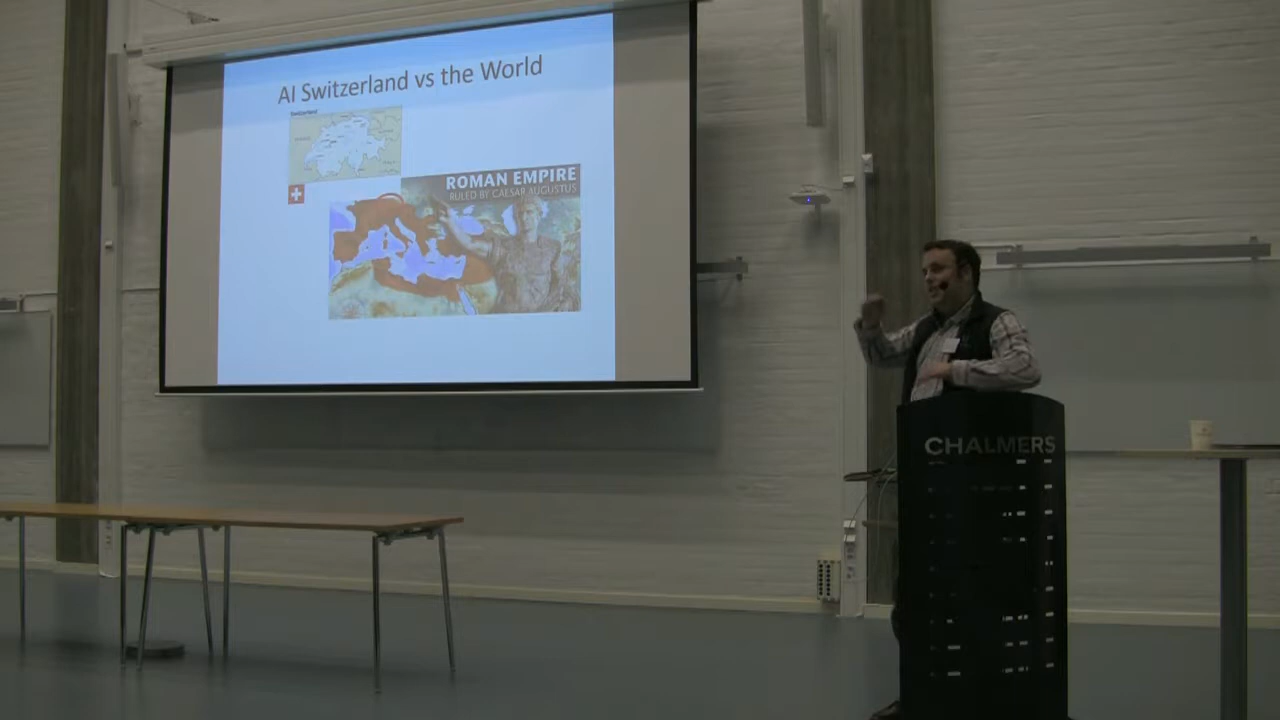 AI Switzerland vs the World
Switzerland
ROMAN EMPIRE
RULED BY CAESAR AUGUSTUS
CHALMERS